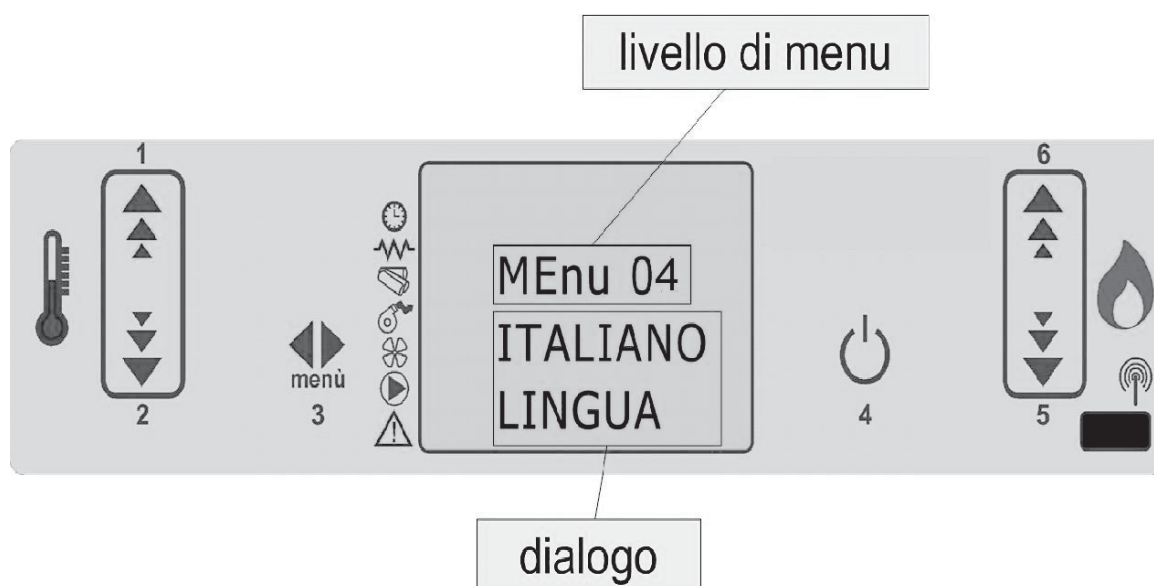 livello di menu
1
6
MEnu 04
ITALIANO
LINGUA
menù
2
3
4
5
dialogo